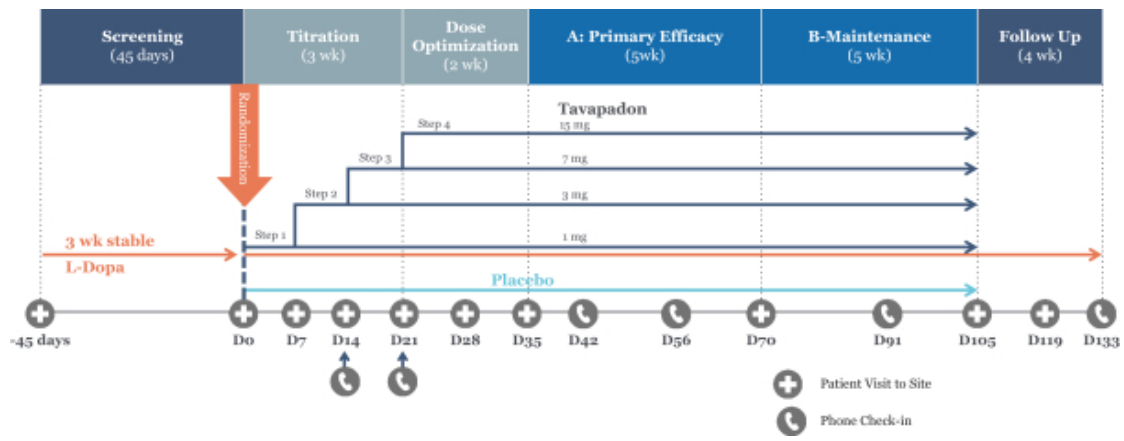 Screening
(45 days)
Titration
(3 wk)
Dose
Optimization
(2 wk)
A: Primary Efficacy
(5wk)
B-Maintenance
(5 wk)
Follow Up
(4 wk)
Randomization
Tavapadon
Step 4
15 mg
Step 3
7 mg
Step 2
3 mg
Step 1
1 mg
3 wk stable
L-Dopa
Placebo
-45 days
D0
D7
D14
D21
D28
D35
D42
D56
D70
D91
D105
D119
D133
Patient Visit to Site
Phone Check-in